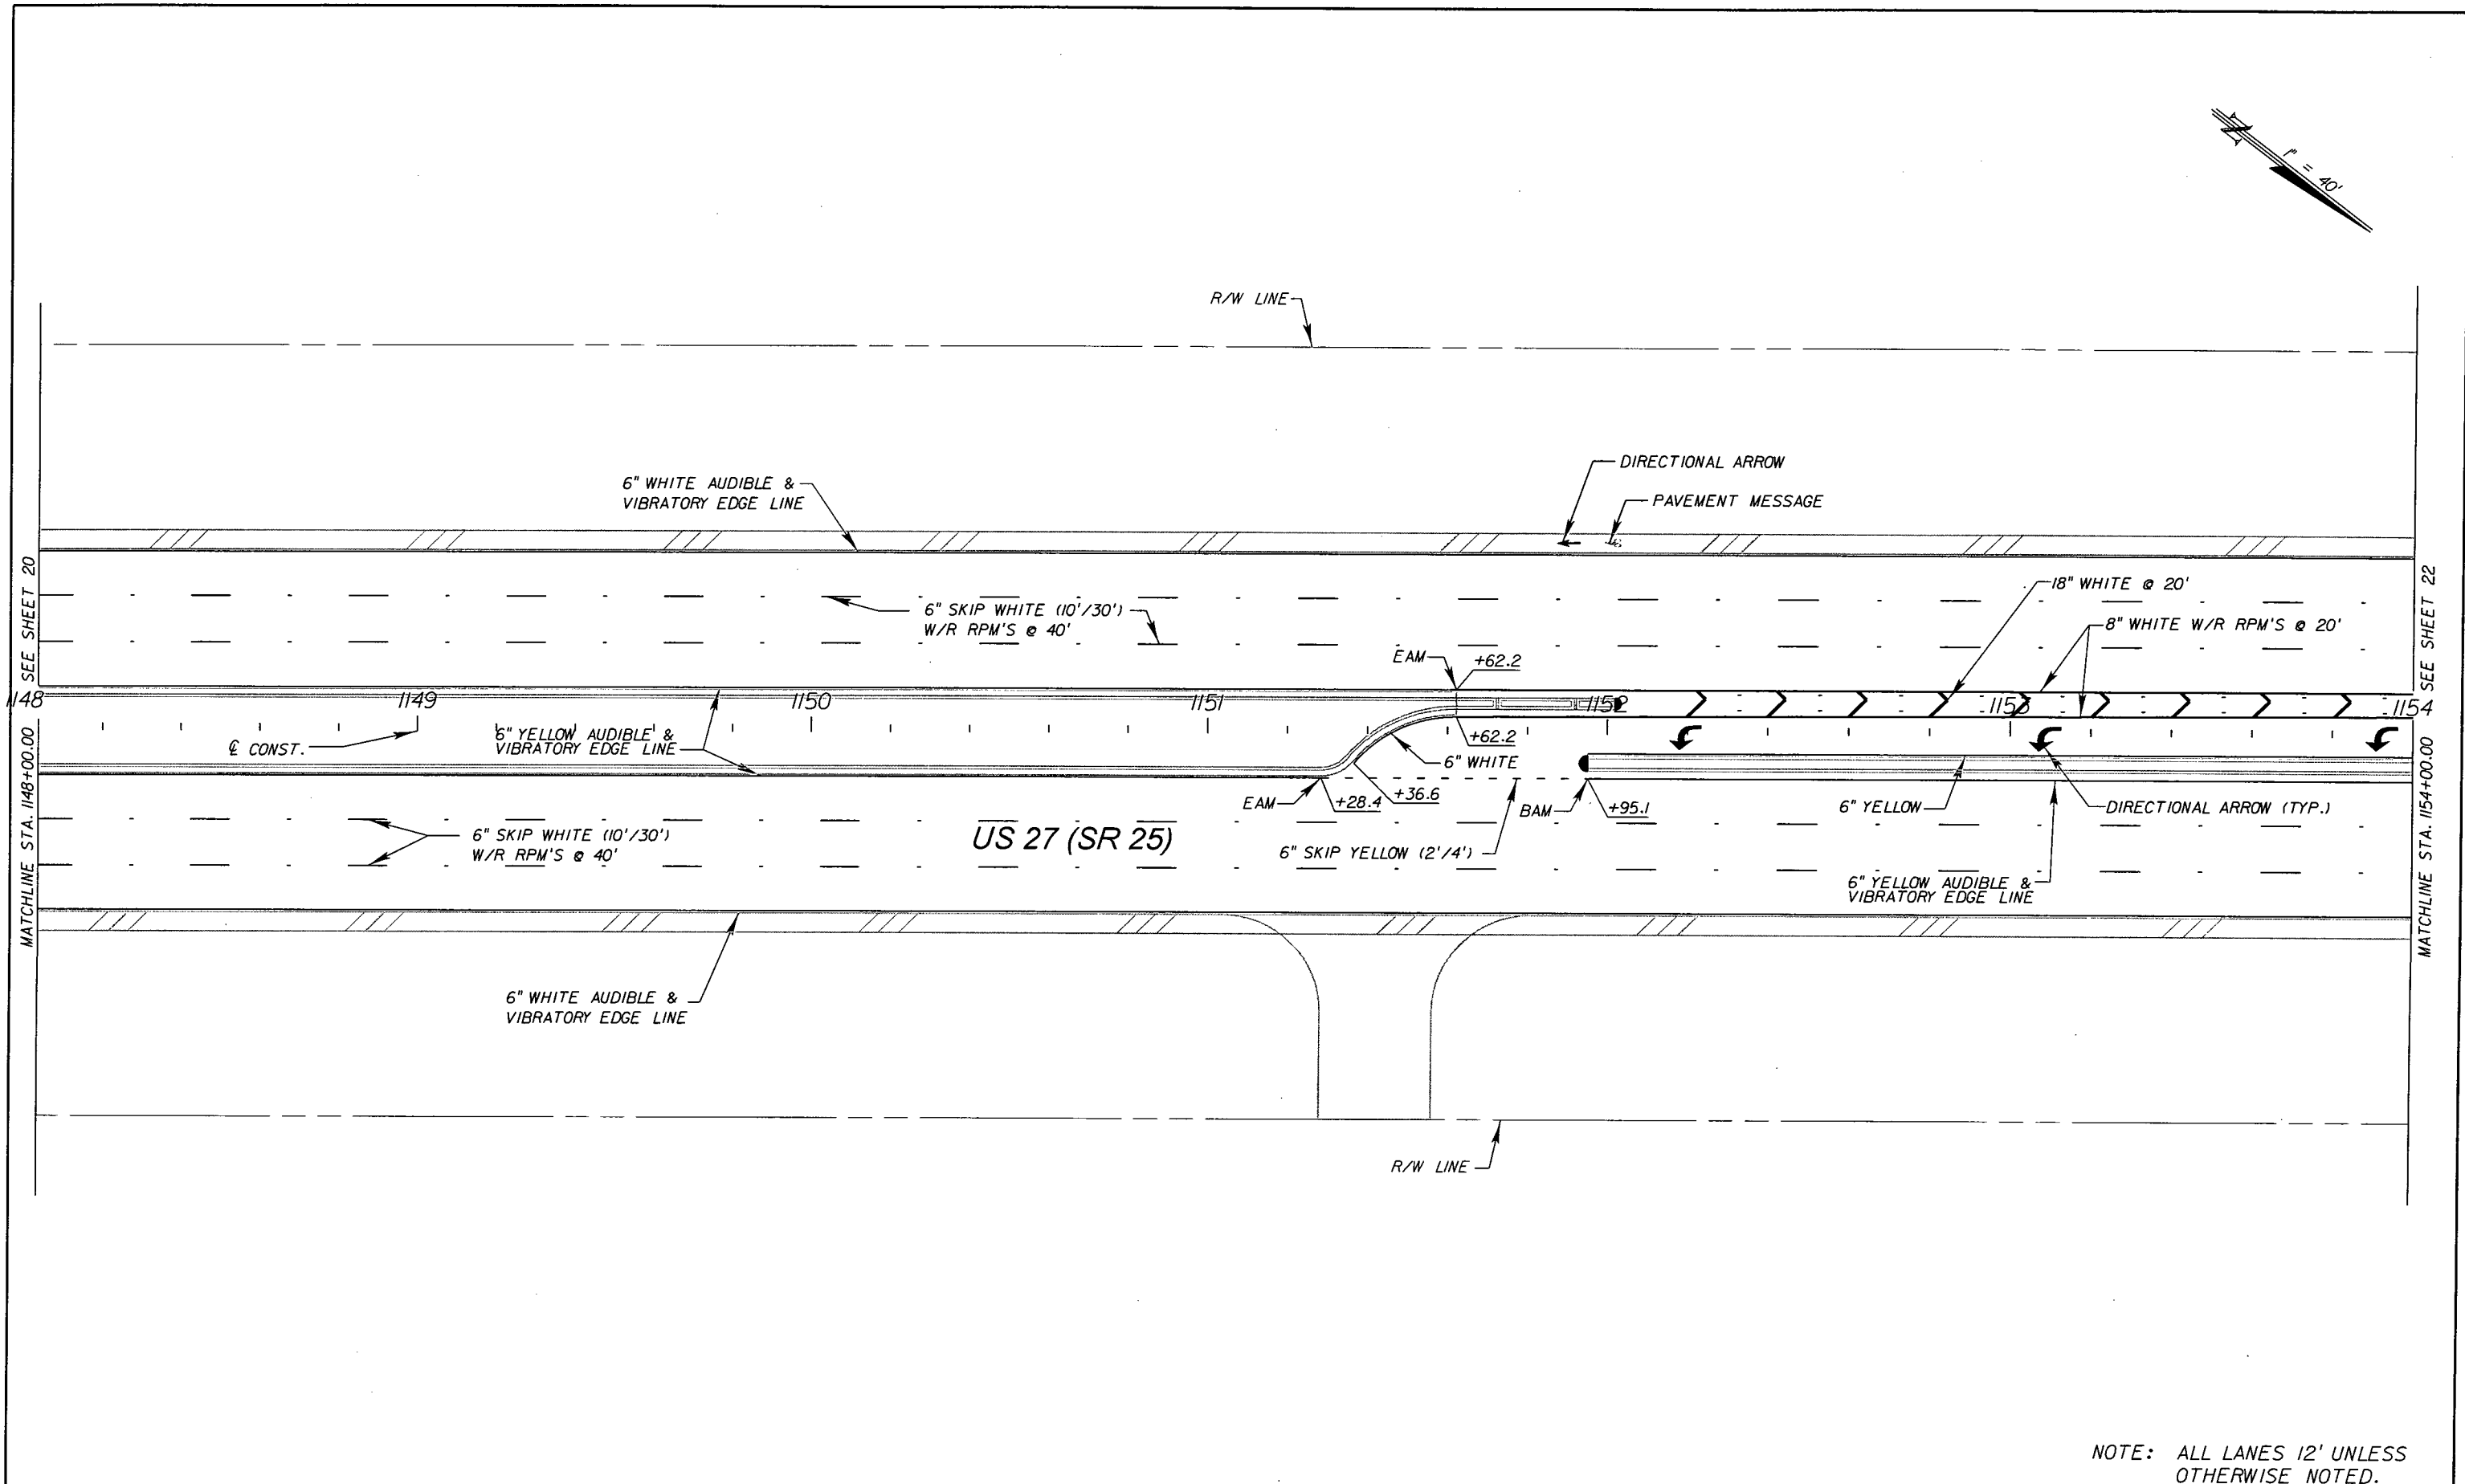 1" = 40'
R/W LINE
DIRECTIONAL ARROW
6" WHITE AUDIBLE &
VIBRATORY EDGE LINE
PAVEMENT MESSAGE
18" WHITE @ 20'
6" SKIP WHITE (10'/30')
W/R RPM'S @ 40'
8" WHITE W/R RPM'S @ 20'
SEE SHEET 20
SEE SHEET 22
EAM
+62.2
1148
1149
1150
1151
1152
1153
1154
℄ CONST.
6" YELLOW AUDIBLE &
VIBRATORY EDGE LINE
+62.2
6" WHITE
EAM
+28.4
+36.6
BAM
+95.1
6" YELLOW
DIRECTIONAL ARROW (TYP.)
6" SKIP WHITE (10'/30')
W/R RPM'S @ 40'
US 27 (SR 25)
6" SKIP YELLOW (2'/4')
6" YELLOW AUDIBLE &
VIBRATORY EDGE LINE
MATCHLINE STA. 1148+00.00
MATCHLINE STA. 1154+00.00
6" WHITE AUDIBLE &
VIBRATORY EDGE LINE
R/W LINE
NOTE: ALL LANES 12' UNLESS
OTHERWISE NOTED.